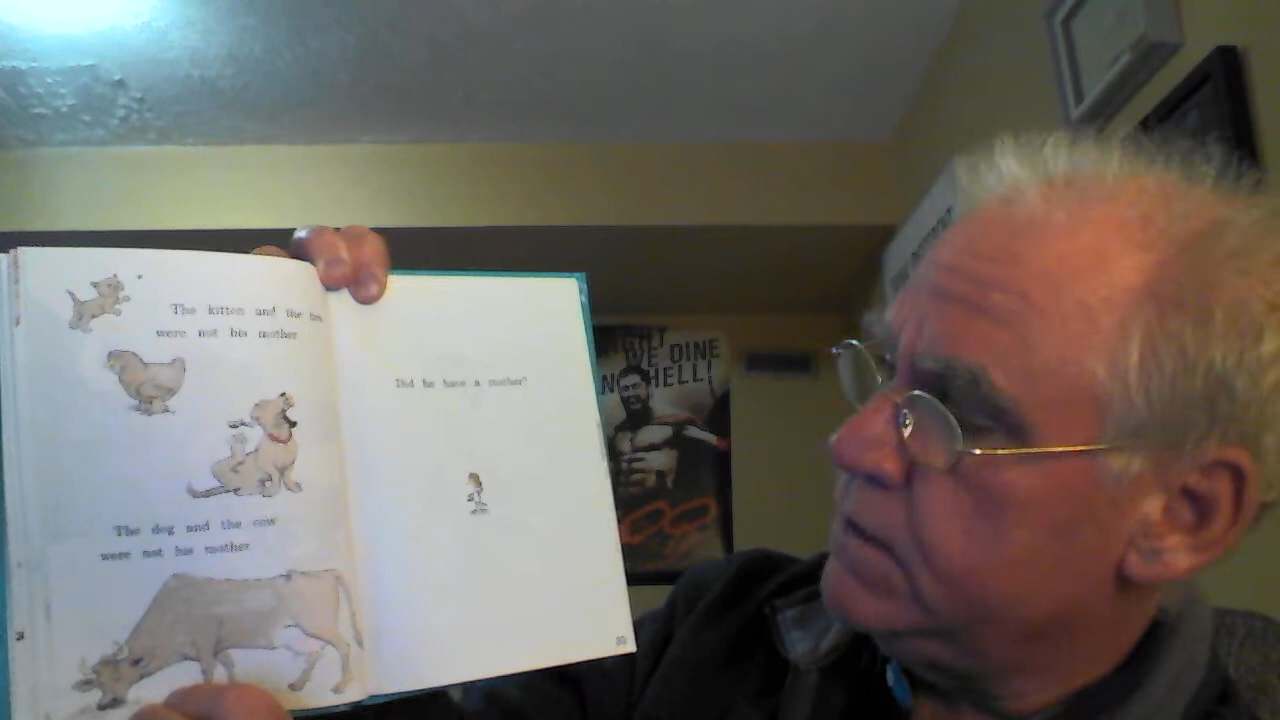 The kitten and the hen
were not his mother
The dog and the cow
were not his mother
Did he have a mother?
WE DINE
HELL!